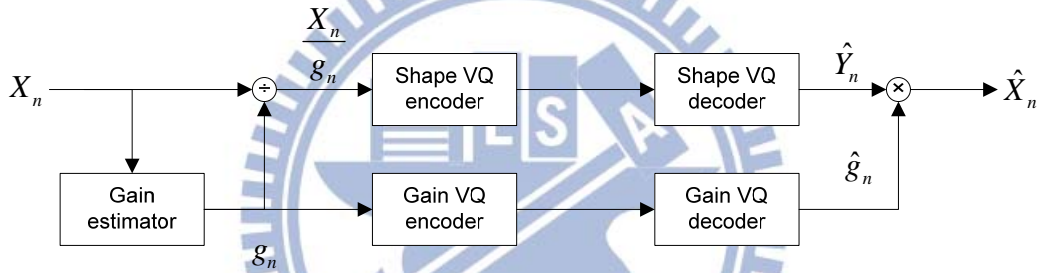 X_n
X_n / g_n
÷
Shape VQ
encoder
Shape VQ
decoder
Ŷ_n
×
X̂_n
Gain
estimator
g_n
Gain VQ
encoder
Gain VQ
decoder
ĝ_n
ESA